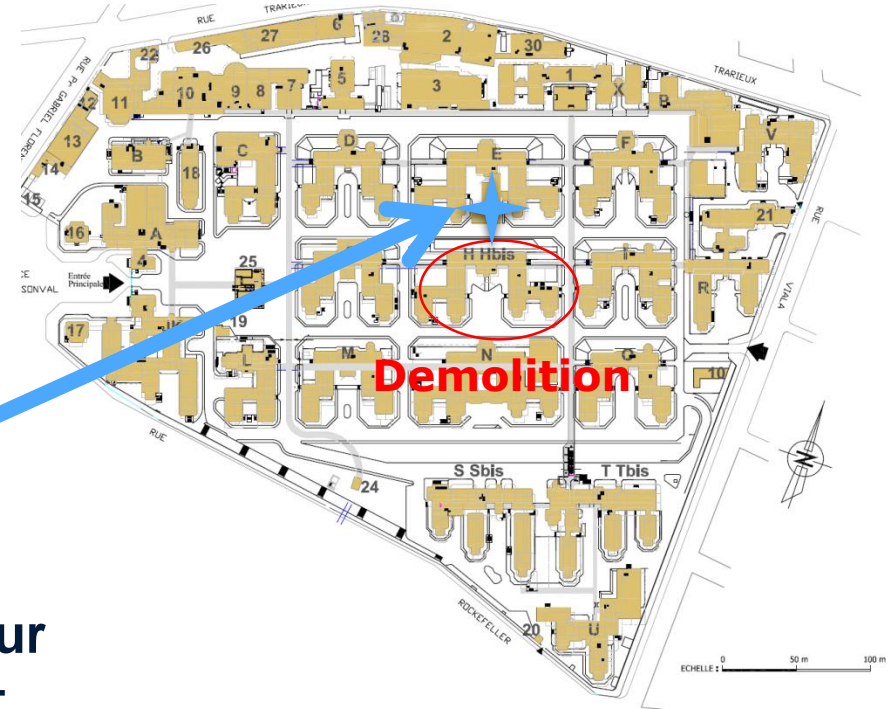 RUE TRARIEUX
6
27
26
28
2
30
22
TRARIEUX
RUE Pr GABRIEL FLOREN
12
11
10
9
8
7
5
3
1
X
P
13
14
15
B
18
C
D
E
F
V
16
A
21
RUE
4
25
H Hbis
R
Entrée
Principale
SONVAL
VIALA
17
19
L
M
N
Demolition
10
RUE
24
S Sbis
T Tbis
N
ROCKEFELLER
20
U
ur
ECHELLE :
0
50 m
100 m